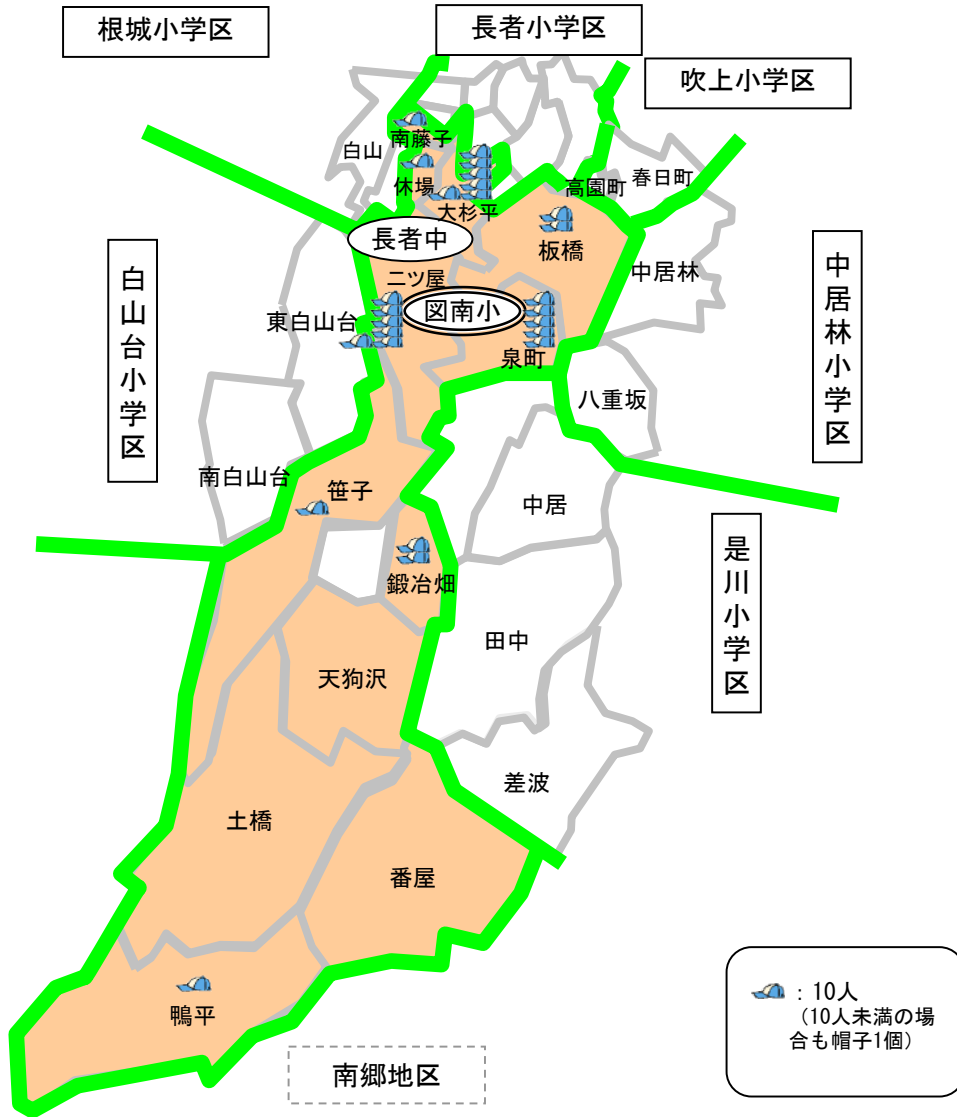 根城小学区
長者小学区
吹上小学区
南藤子
白山
休場
大杉平
高園町
春日町
長者中
板橋
中居林
白山台小学区
中居林小学区
二ツ屋
図南小
東白山台
泉町
八重坂
南白山台
笹子
中居
鍛冶畑
是川小学区
田中
天狗沢
差波
土橋
番屋
鴨平
：10人
（10人未満の場
合も帽子1個）
南郷地区